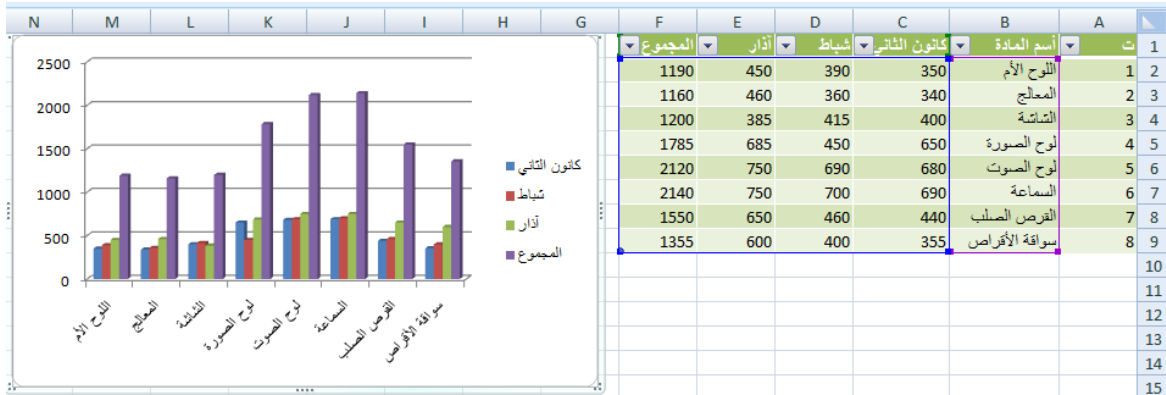 A B C D E F G H I J K L M N
1 ت أسم المادة كانون الثاني شباط آذار المجموع
2 1 اللوح الأم 350 390 450 1190
3 2 المعالج 340 360 460 1160
4 3 الشاشة 400 415 385 1200
5 4 لوح الصورة 650 450 685 1785
6 5 لوح الصوت 680 690 750 2120
7 6 السماعة 690 700 750 2140
8 7 القرص الصلب 440 460 650 1550
9 8 سواقة الأقراص 355 400 600 1355
10
11
12
13
14
15
2500
2000
1500
1000
500
0
كانون الثاني
شباط
آذار
المجموع
اللوح الأم
المعالج
الشاشة
لوح الصورة
لوح الصوت
السماعة
القرص الصلب
سواقة الأقراص